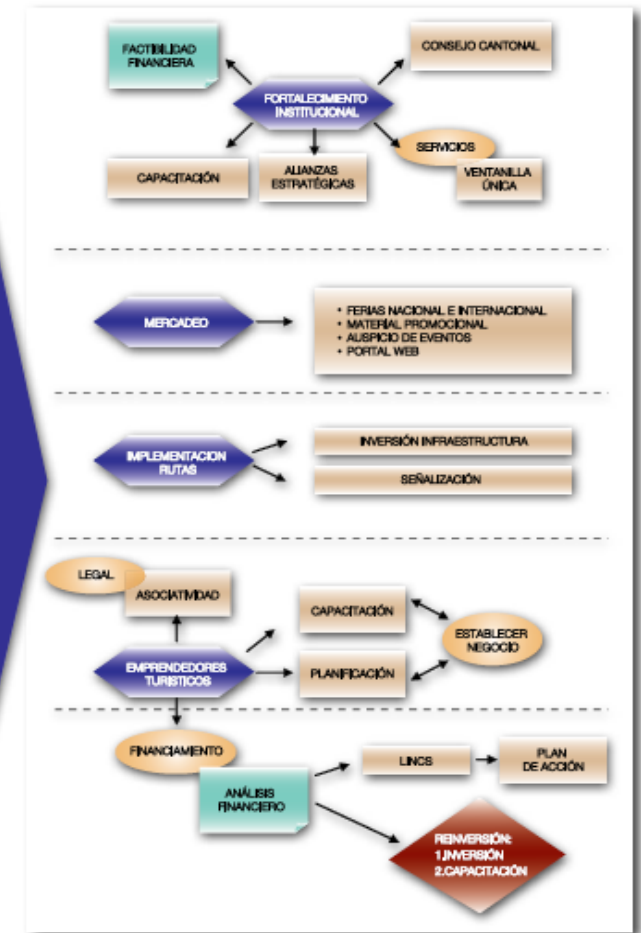 FACTIBILIDAD
FINANCIERA
CONSEJO CANTONAL
FORTALECIMIENTO
INSTITUCIONAL
SERVICIOS
CAPACITACIÓN
ALIANZAS
ESTRATÉGICAS
VENTANILLA
ÚNICA
MERCADEO
• FERIAS NACIONAL E INTERNACIONAL
• MATERIAL PROMOCIONAL
• AUSPICIO DE EVENTOS
• PORTAL WEB
IMPLEMENTACION
RUTAS
INVERSIÓN INFRAESTRUCTURA
SEÑALIZACIÓN
LEGAL
ASOCIATIVIDAD
CAPACITACIÓN
ESTABLECER
NEGOCIO
EMPRENDEDORES
TURISTICOS
PLANIFICACIÓN
FINANCIAMIENTO
LINCS
PLAN
DE ACCIÓN
ANÁLISIS
FINANCIERO
REINVERSIÓN:
1.INVERSIÓN
2.CAPACITACIÓN